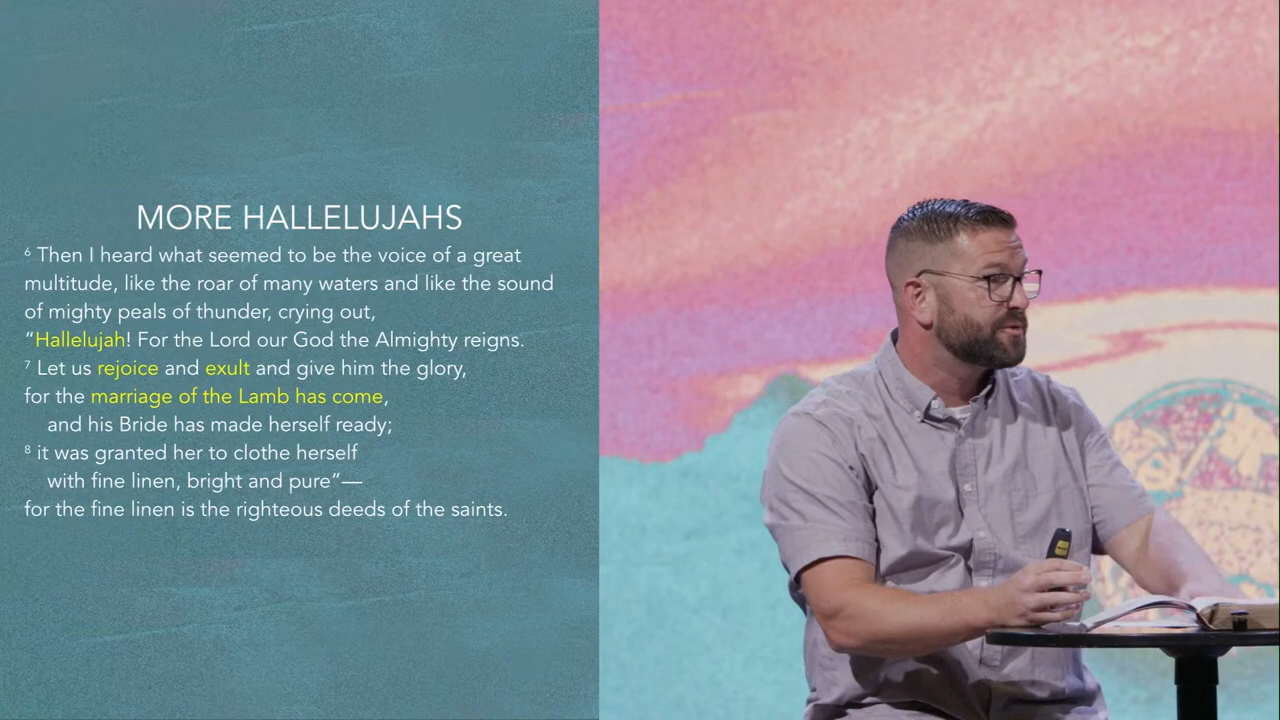 MORE HALLELUJAHS
⁶ Then I heard what seemed to be the voice of a great
multitude, like the roar of many waters and like the sound
of mighty peals of thunder, crying out,
“Hallelujah! For the Lord our God the Almighty reigns.
⁷ Let us rejoice and exult and give him the glory,
for the marriage of the Lamb has come,
and his Bride has made herself ready;
⁸ it was granted her to clothe herself
with fine linen, bright and pure”—
for the fine linen is the righteous deeds of the saints.